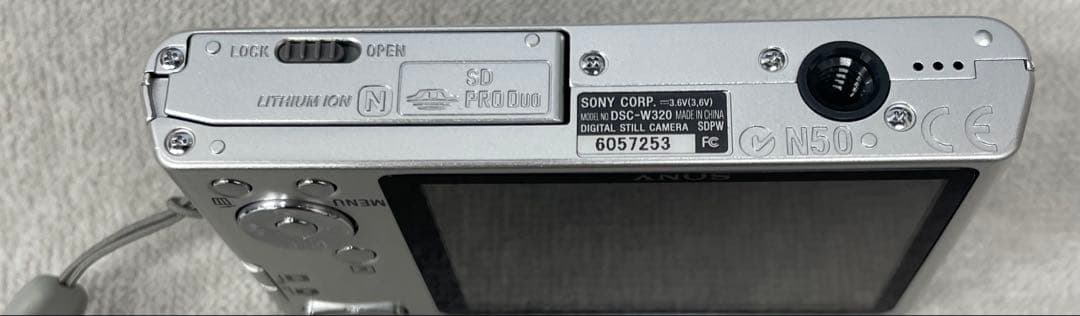 LOCK OPEN
LITHIUM ION N
SD
PRO DUO
SONY CORP. ⎓3.6V(3,6V)
MODEL NO DSC-W320 MADE IN CHINA
DIGITAL STILL CAMERA SDPW
6057253 FC
N50 CE
SONY
MENU